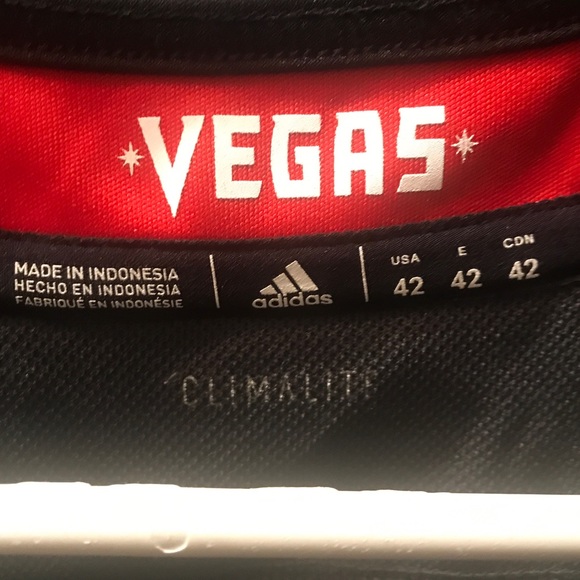 VEGAS
MADE IN INDONESIA
HECHO EN INDONESIA
FABRIQUÉ EN INDONÉSIE
adidas
USA E CDN
42 42 42
CLIMALITE